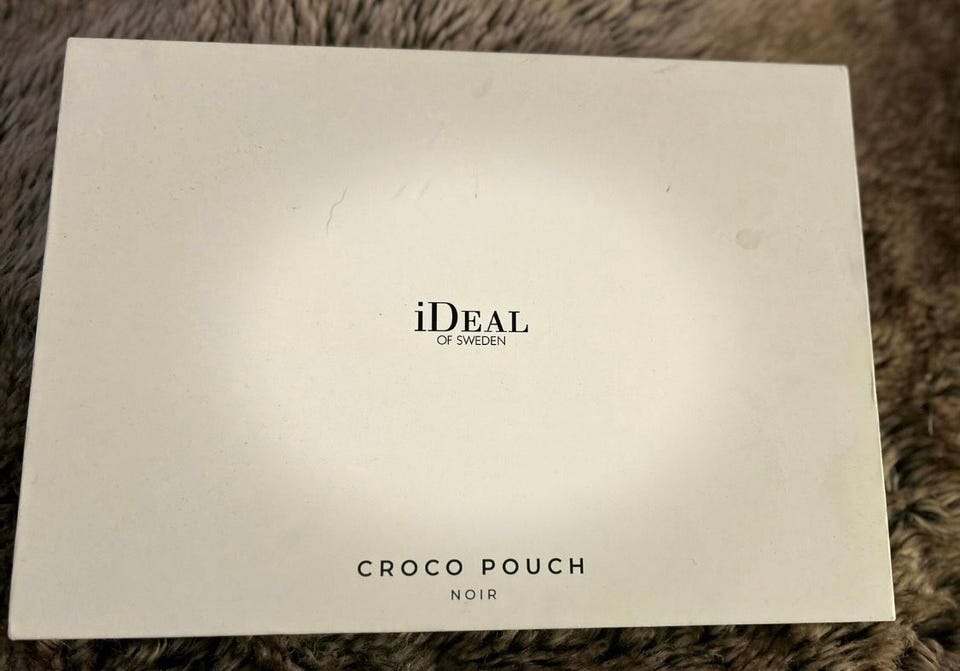 iDEAL
OF SWEDEN
CROCO POUCH
NOIR